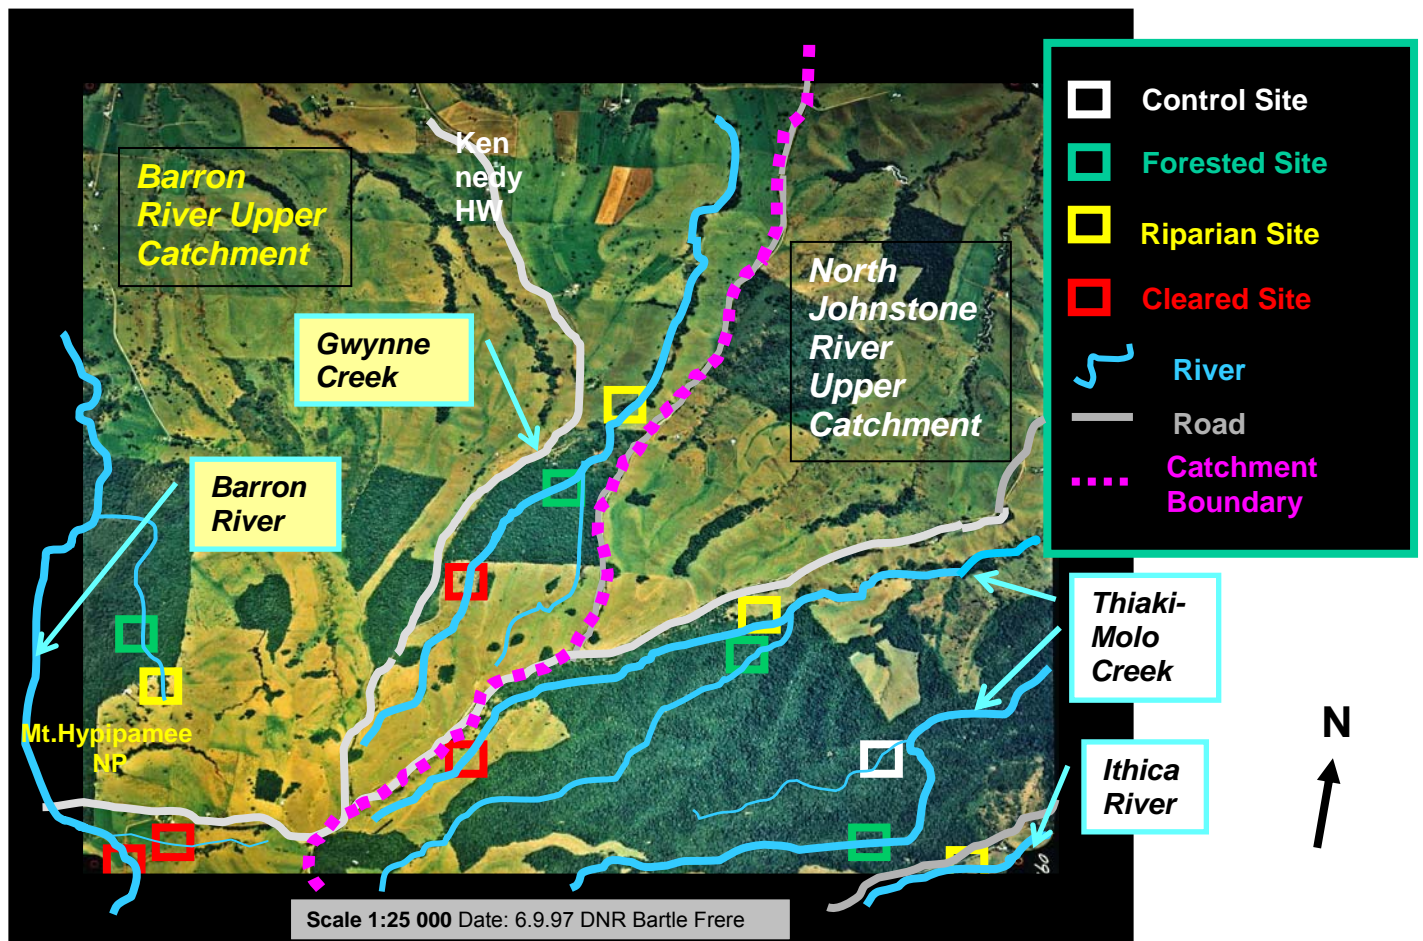 Ken
nedy
HW
Barron
River Upper
Catchment
North
Johnstone
River
Upper
Catchment
Gwynne
Creek
Barron
River
Mt.Hypipamee
NP
Control Site
Forested Site
Riparian Site
Cleared Site
River
Road
Catchment
Boundary
Thiaki-
Molo
Creek
Ithica
River
N
Scale 1:25 000 Date: 6.9.97 DNR Bartle Frere